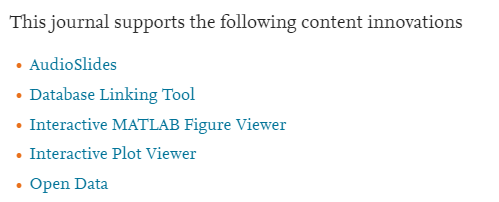 This journal supports the following content innovations
• AudioSlides
• Database Linking Tool
• Interactive MATLAB Figure Viewer
• Interactive Plot Viewer
• Open Data